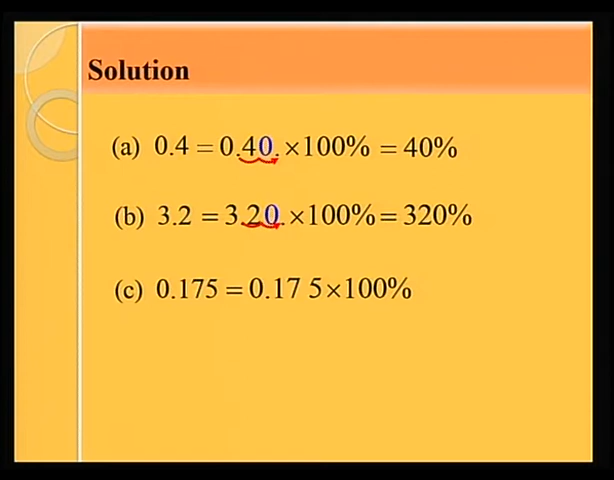 Solution
(a) 0.4 = 0.40. ×100% = 40%
(b) 3.2 = 3.20. ×100% = 320%
(c) 0.175 = 0.17 5×100%